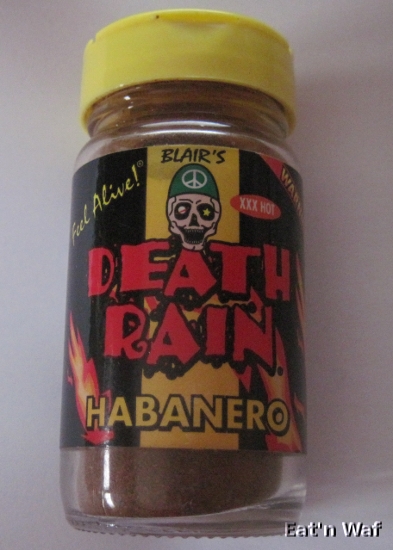 BLAIR'S
Feel Alive!®
XXX HOT
DEATH
RAIN
HABANERO
Eat'n Waf